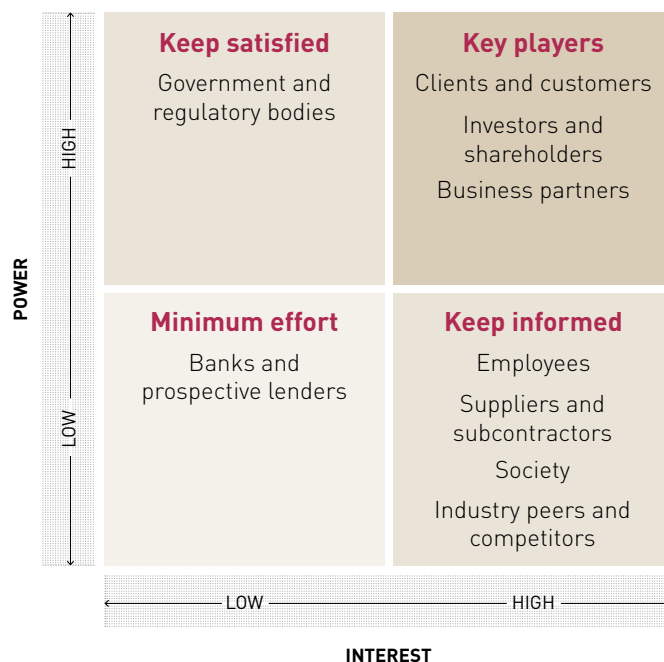 Keep satisfied
Government and
regulatory bodies
Key players
Clients and customers
Investors and
shareholders
Business partners
HIGH
POWER
Minimum effort
Banks and
prospective lenders
Keep informed
Employees
Suppliers and
subcontractors
Society
Industry peers and
competitors
LOW
LOW
HIGH
INTEREST